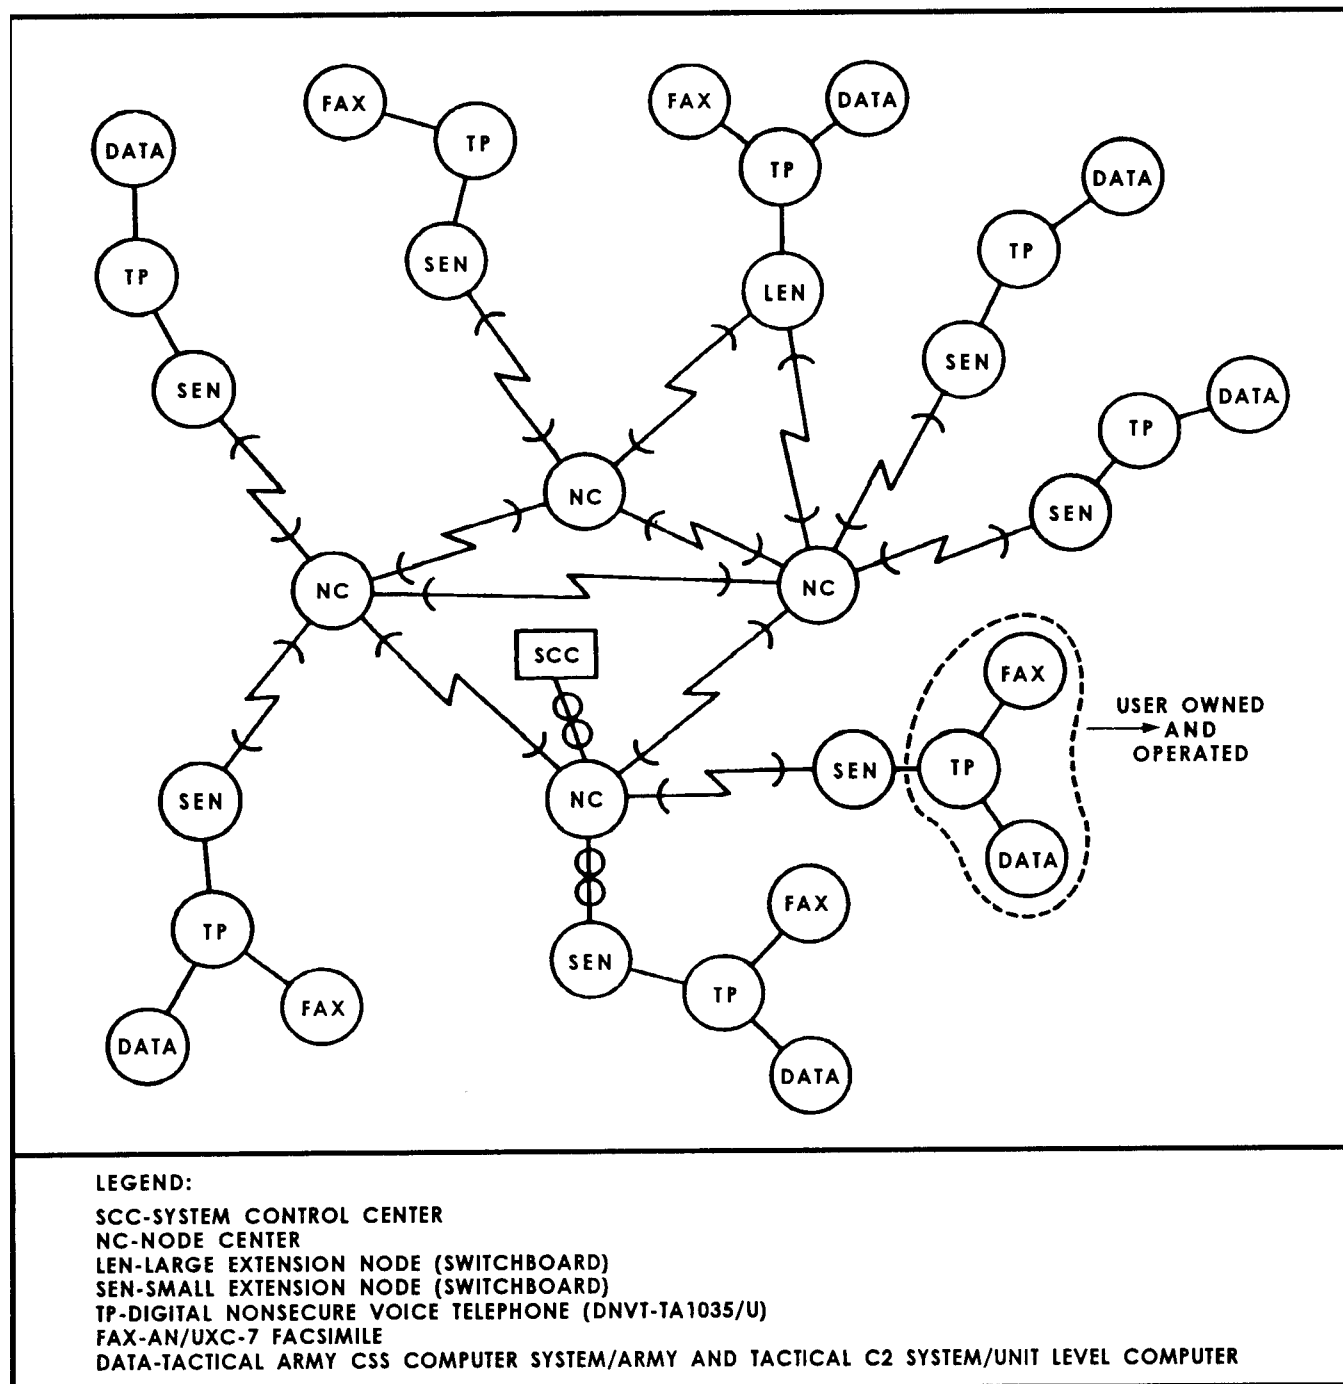 FAX
DATA
FAX
DATA
TP
DATA
TP
TP
DATA
TP
SEN
TP
LEN
SEN
SEN
DATA
TP
NC
SEN
NC
NC
SCC
FAX
USER OWNED
AND
OPERATED
SEN
TP
SEN
NC
DATA
FAX
TP
SEN
TP
FAX
DATA
DATA
LEGEND:
SCC-SYSTEM CONTROL CENTER
NC-NODE CENTER
LEN-LARGE EXTENSION NODE (SWITCHBOARD)
SEN-SMALL EXTENSION NODE (SWITCHBOARD)
TP-DIGITAL NONSECURE VOICE TELEPHONE (DNVT-TA1035/U)
FAX-AN/UXC-7 FACSIMILE
DATA-TACTICAL ARMY CSS COMPUTER SYSTEM/ARMY AND TACTICAL C2 SYSTEM/UNIT LEVEL COMPUTER